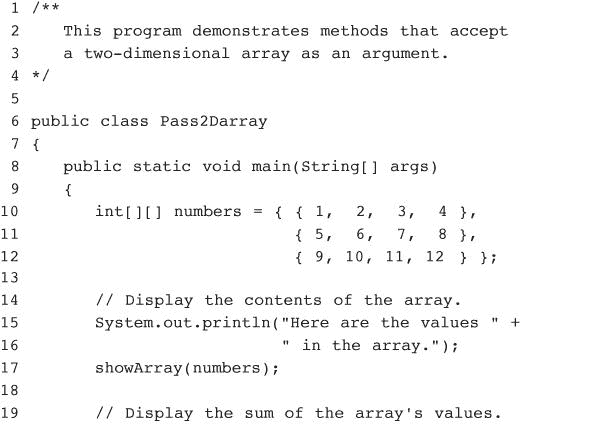 1 /**
2    This program demonstrates methods that accept
3    a two-dimensional array as an argument.
4 */
5
6 public class Pass2Darray
7 {
8    public static void main(String[] args)
9    {
10       int[][] numbers = { { 1,  2,  3,  4 },
11                           { 5,  6,  7,  8 },
12                           { 9, 10, 11, 12 } };
13
14       // Display the contents of the array.
15       System.out.println("Here are the values " +
16                          " in the array.");
17       showArray(numbers);
18
19       // Display the sum of the array's values.